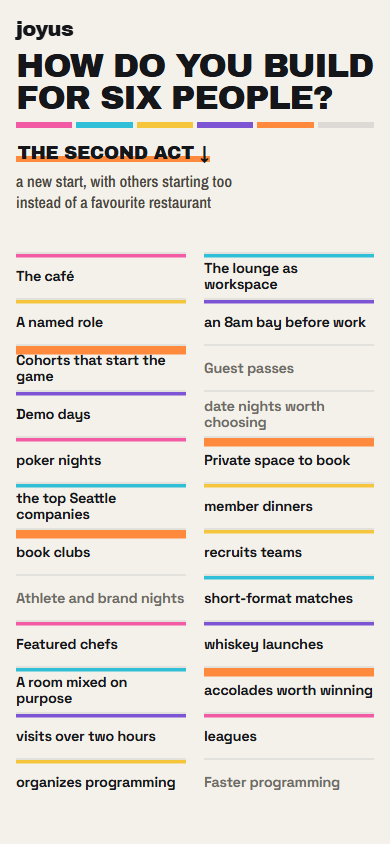 joyus
HOW DO YOU BUILD
FOR SIX PEOPLE?
THE SECOND ACT ↓
a new start, with others starting too
instead of a favourite restaurant
The café
The lounge as
workspace
A named role
an 8am bay before work
Cohorts that start the
game
Guest passes
Demo days
date nights worth
choosing
poker nights
Private space to book
the top Seattle
companies
member dinners
book clubs
recruits teams
Athlete and brand nights
short-format matches
Featured chefs
whiskey launches
A room mixed on
purpose
accolades worth winning
visits over two hours
leagues
organizes programming
Faster programming